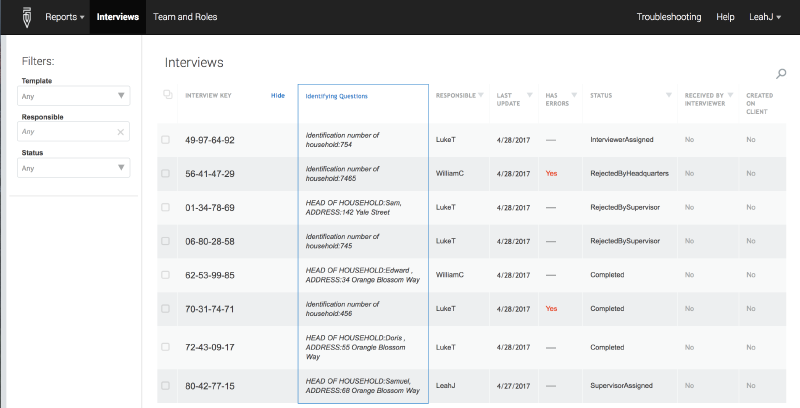 Reports Interviews Team and Roles Troubleshooting Help LeahJ
Filters:
Template
Any
Responsible
Any
Status
Any
Interviews
INTERVIEW KEY Hide Identifying Questions RESPONSIBLE LAST UPDATE HAS ERRORS STATUS RECEIVED BY INTERVIEWER CREATED ON CLIENT
49-97-64-92 Identification number of household:754 LukeT 4/28/2017 — InterviewerAssigned No No
56-41-47-29 Identification number of household:7465 WilliamC 4/28/2017 Yes RejectedByHeadquarters No No
01-34-78-69 HEAD OF HOUSEHOLD:Sam, ADDRESS:142 Yale Street LukeT 4/28/2017 — RejectedBySupervisor No No
06-80-28-58 Identification number of household:745 LukeT 4/28/2017 — RejectedBySupervisor No No
62-53-99-85 HEAD OF HOUSEHOLD:Edward , ADDRESS:34 Orange Blossom Way WilliamC 4/28/2017 — Completed No No
70-31-74-71 Identification number of household:456 LukeT 4/28/2017 Yes Completed No No
72-43-09-17 HEAD OF HOUSEHOLD:Doris , ADDRESS:55 Orangle Blossom Way LukeT 4/28/2017 — Completed No No
80-42-77-15 HEAD OF HOUSEHOLD:Samuel, ADDRESS:68 Orange Blossom Way LeahJ 4/27/2017 — SupervisorAssigned No No